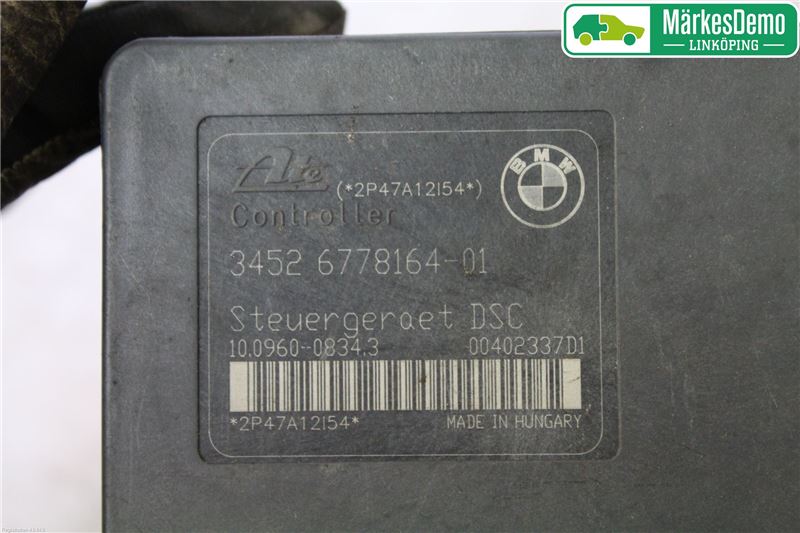 MärkesDemo
LINKÖPING
Ate
(*2P47A12I54*)
BMW
Controller
3452 6778164-01
Steuergeraet DSC
10.0960-0834.3 00402337D1
*2P47A12I54* MADE IN HUNGARY